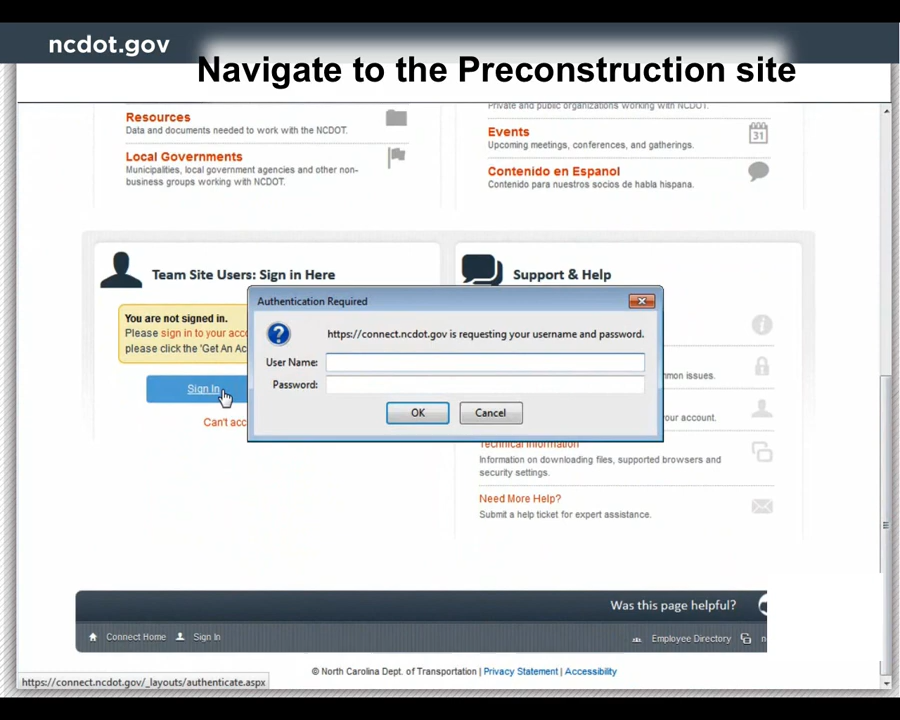 ncdot.gov
Navigate to the Preconstruction site
Resources
Data and documents needed to work with the NCDOT.
Local Governments
Municipalities, local government agencies and other non-
business groups working with NCDOT.
Private and public organizations working with NCDOT.
Events
Upcoming meetings, conferences, and gatherings.
31
Contenido en Espanol
Contenido para nuestros socios de habla hispana.
Team Site Users: Sign in Here
You are not signed in.
Please sign in to your acco
please click the 'Get An Ac
Sign In
Can't acc
Support & Help
mon issues.
our account.
Technical Information
Information on downloading files, supported browsers and
security settings.
Need More Help?
Submit a help ticket for expert assistance.
Authentication Required
https://connect.ncdot.gov is requesting your username and password.
User Name:
Password:
OK
Cancel
Was this page helpful?
Connect Home
Sign In
Employee Directory
n
© North Carolina Dept. of Transportation | Privacy Statement | Accessibility
https://connect.ncdot.gov/_layouts/authenticate.aspx